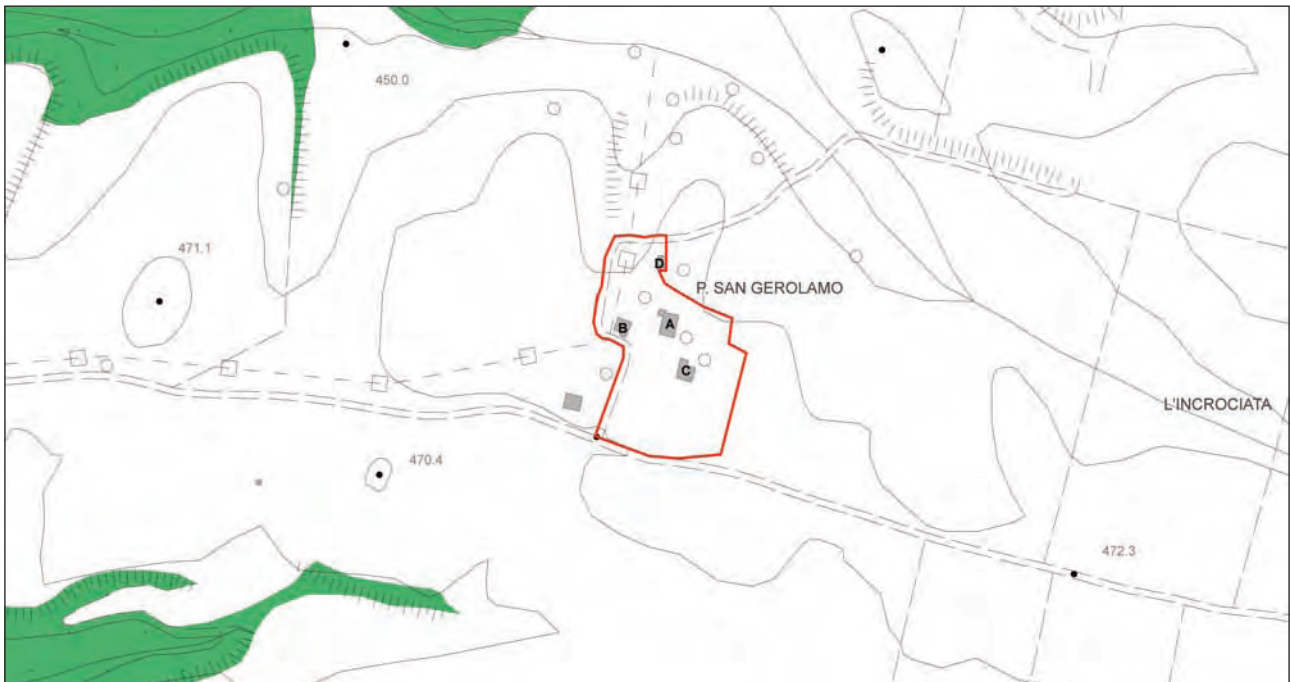 450.0
471.1
D
P. SAN GEROLAMO
B
A
C
L'INCROCIATA
470.4
472.3